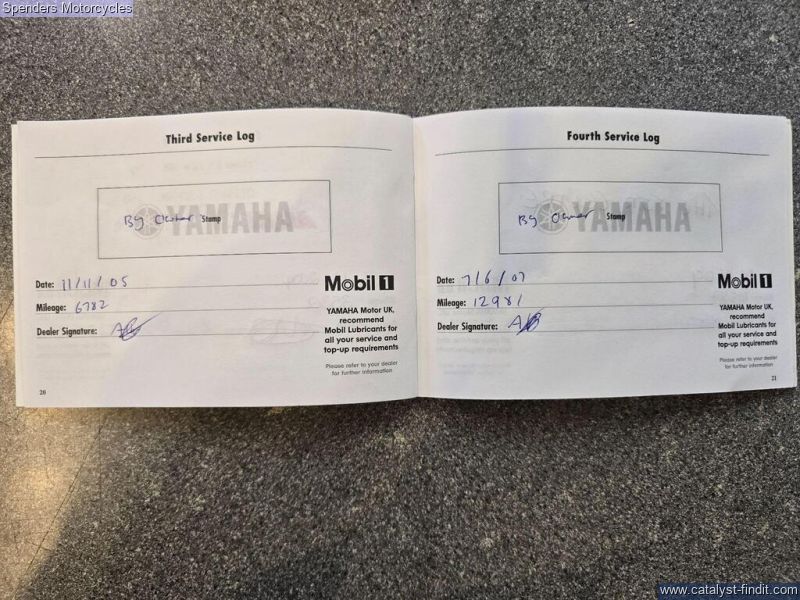 Spenders Motorcycles
Third Service Log
By Owner Stamp
YAMAHA
Date: 11/11/05
Mileage: 6782
Dealer Signature:
Mobil 1
YAMAHA Motor UK,
recommend
Mobil Lubricants for
all your service and
top-up requirements
Please refer to your dealer
for further information
20
Fourth Service Log
By Owner Stamp
YAMAHA
Date: 7/6/07
Mileage: 12981
Dealer Signature:
Mobil 1
YAMAHA Motor UK,
recommend
Mobil Lubricants for
all your service and
top-up requirements
Please refer to your dealer
for further information
21
www.catalyst-findit.com